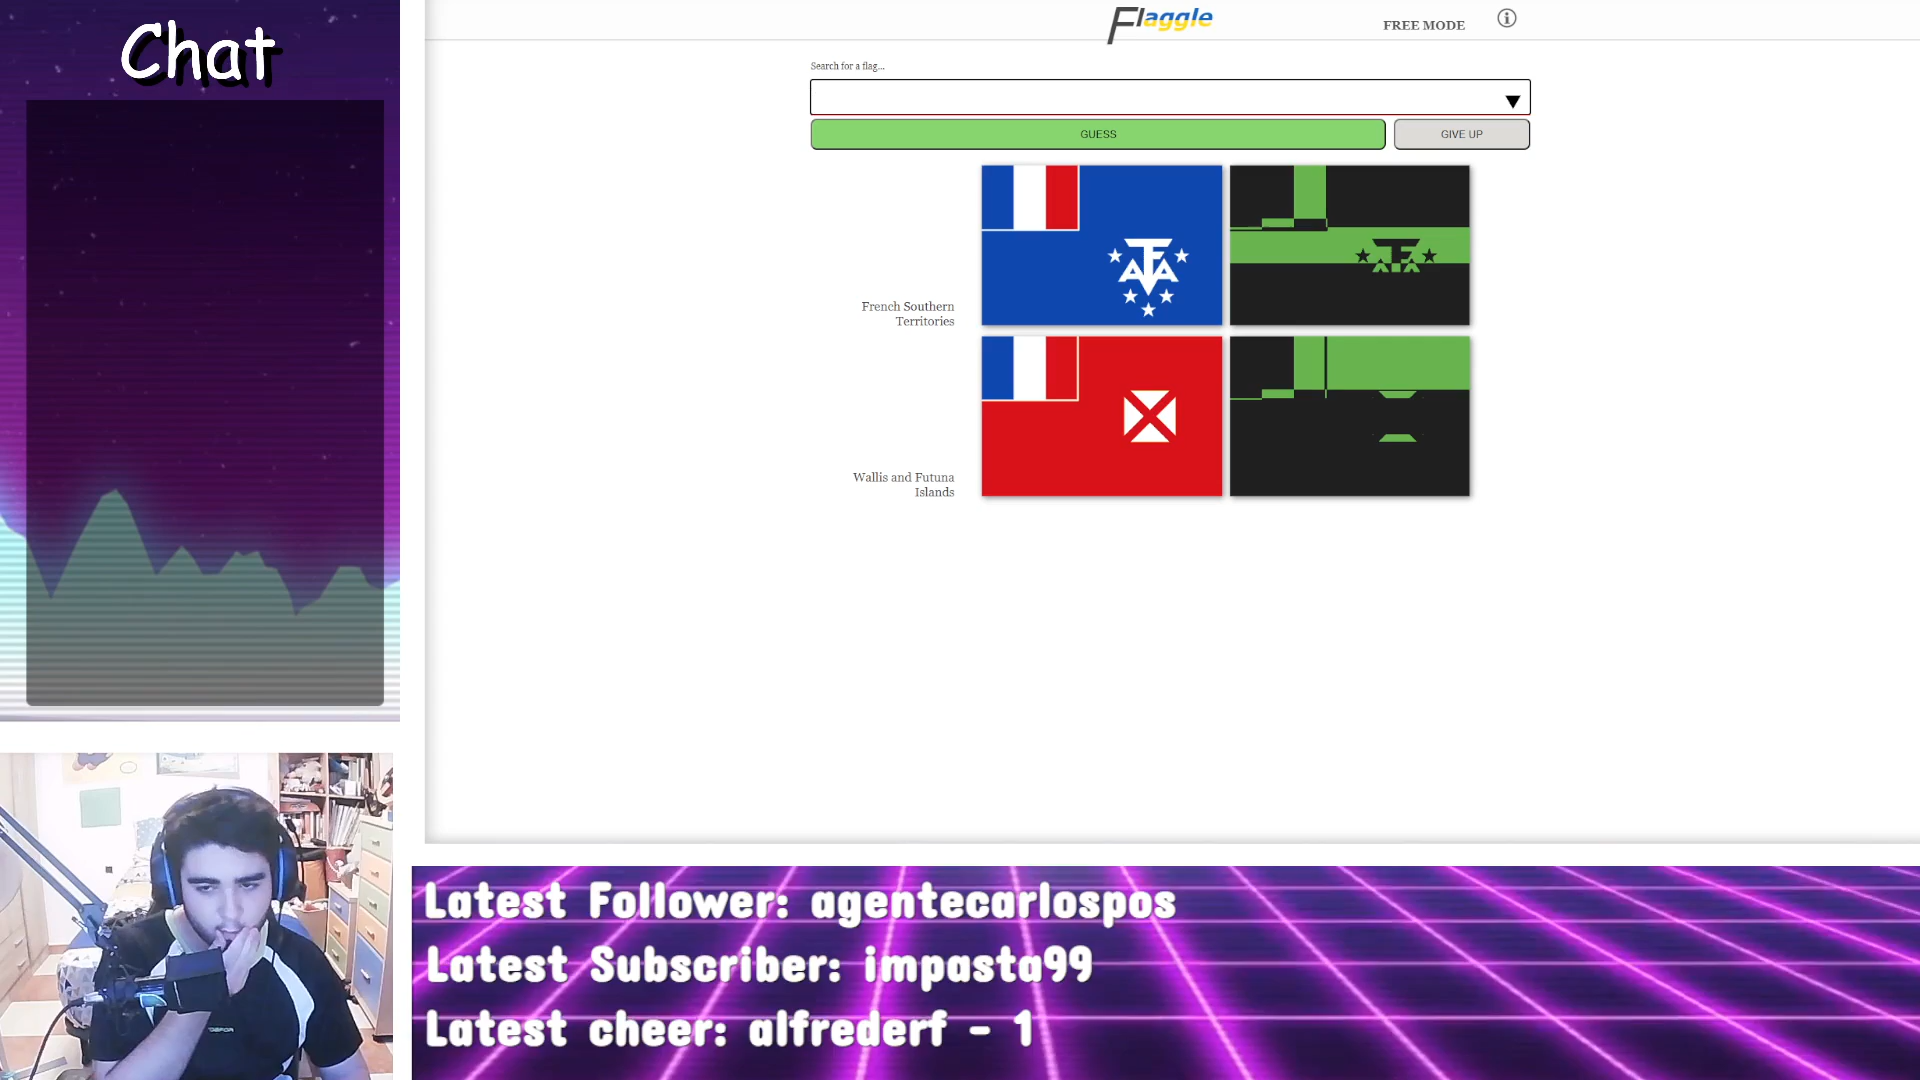 Chat
Flaggle
FREE MODE
Search for a flag...
GUESS
GIVE UP
French Southern
Territories
Wallis and Futuna
Islands
Latest Follower: agentecarlospos
Latest Subscriber: impasta99
Latest cheer: alfrederf - 1